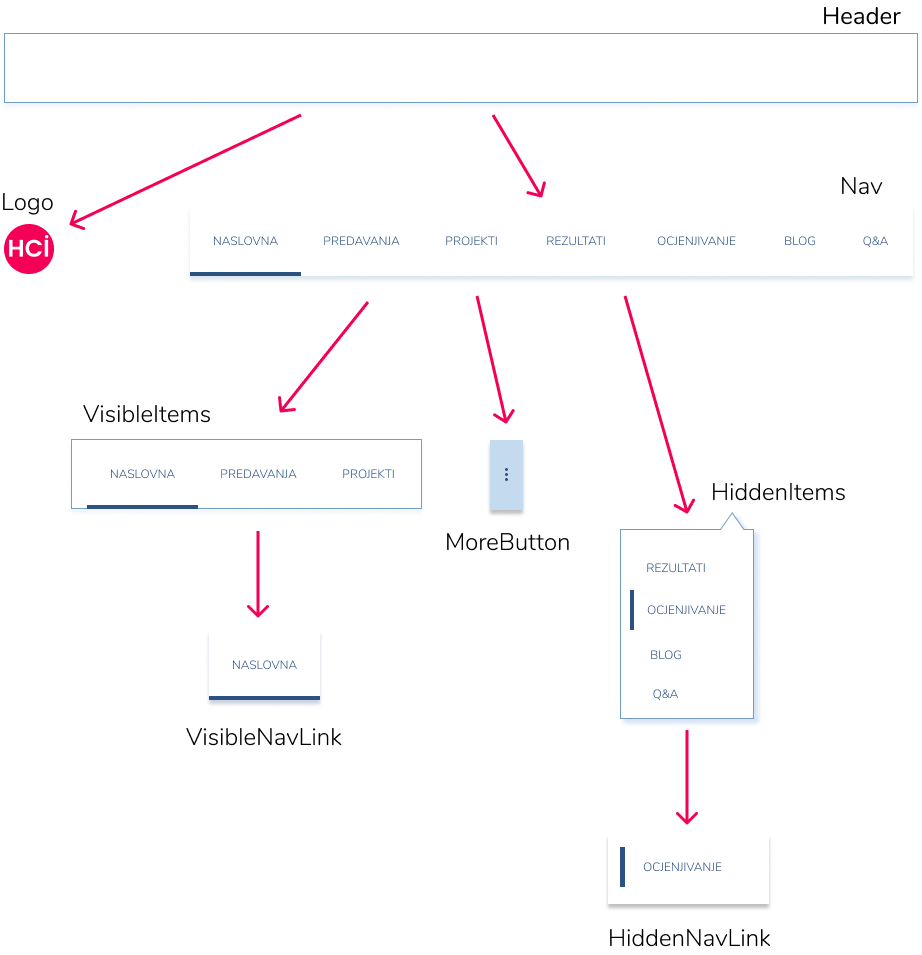 Header
Logo
HCI
Nav
NASLOVNA PREDAVANJA PROJEKTI REZULTATI OCJENJIVANJE BLOG Q&A
VisibleItems
NASLOVNA PREDAVANJA PROJEKTI
MoreButton
HiddenItems
REZULTATI
OCJENJIVANJE
BLOG
Q&A
NASLOVNA
VisibleNavLink
OCJENJIVANJE
HiddenNavLink